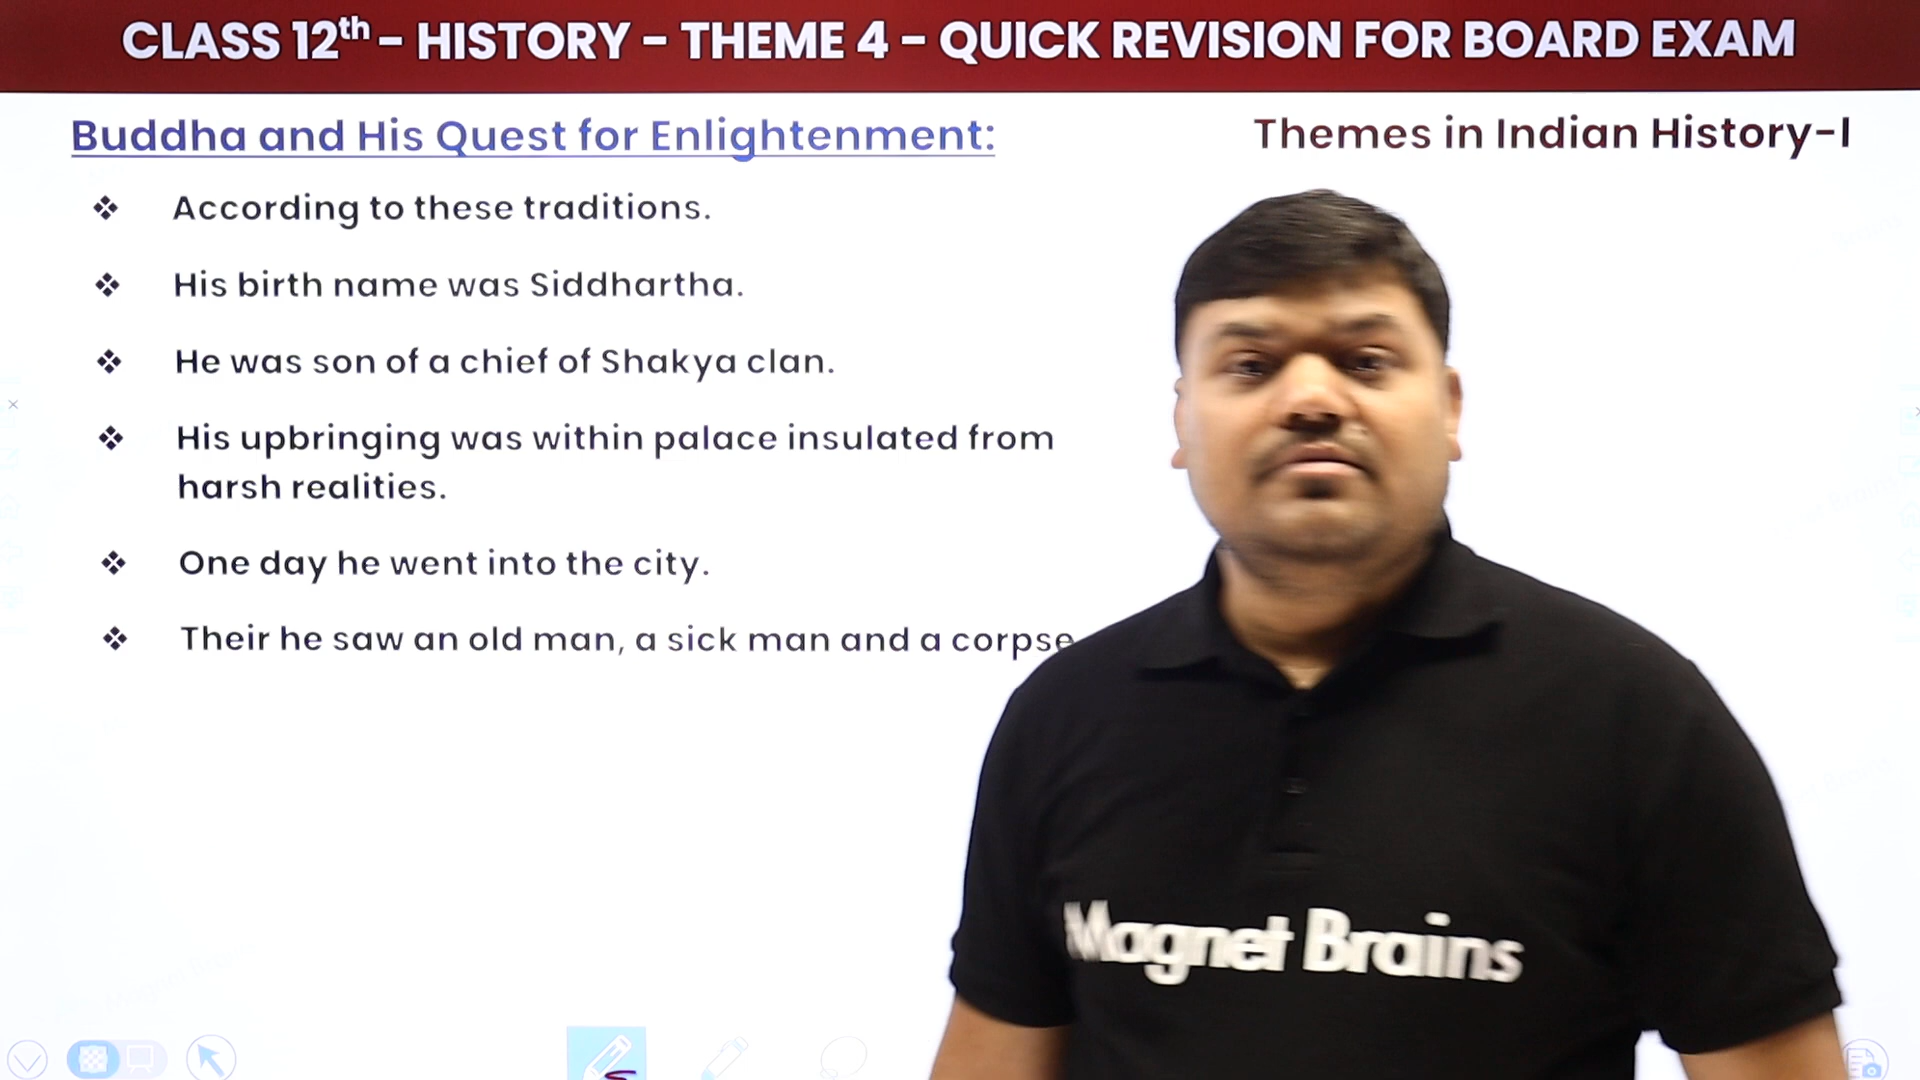 CLASS 12th - HISTORY - THEME 4 - QUICK REVISION FOR BOARD EXAM
Buddha and His Quest for Enlightenment:
Themes in Indian History-I
❖ According to these traditions.
❖ His birth name was Siddhartha.
❖ He was son of a chief of Shakya clan.
❖ His upbringing was within palace insulated from
harsh realities.
❖ One day he went into the city.
❖ Their he saw an old man, a sick man and a corpse
Magnet Brains